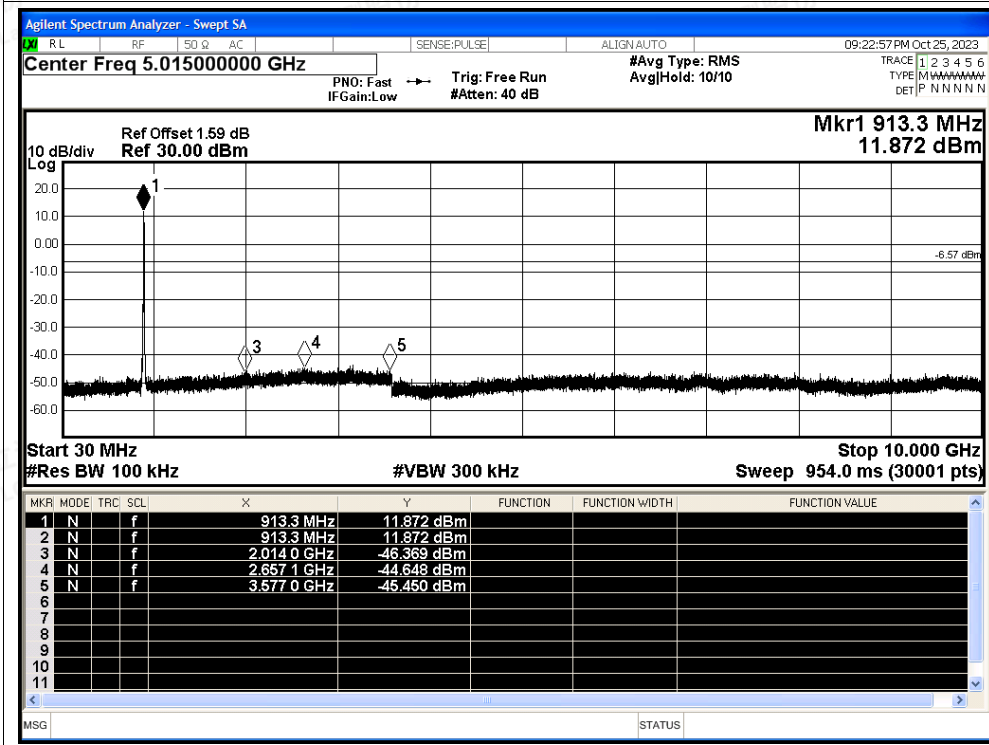 Agilent Spectrum Analyzer - Swept SA
LXI RL RF 50 Ω AC SENSE:PULSE ALIGN AUTO 09:22:57 PM Oct 25, 2023
Center Freq 5.015000000 GHz
PNO: Fast
IFGain:Low
Trig: Free Run
#Atten: 40 dB
#Avg Type: RMS
Avg|Hold: 10/10
TRACE 1 2 3 4 5 6
TYPE M W W W W W
DET P N N N N N
Mkr1 913.3 MHz
11.872 dBm
Ref Offset 1.59 dB
10 dB/div Ref 30.00 dBm
Log
20.0
1
10.0
0.00
-6.57 dBm
-10.0
-20.0
-30.0
3 4 5
-40.0
-50.0
-60.0
Start 30 MHz Stop 10.000 GHz
#Res BW 100 kHz #VBW 300 kHz Sweep 954.0 ms (30001 pts)
MKR MODE TRC SCL X Y FUNCTION FUNCTION WIDTH FUNCTION VALUE
1 N f 913.3 MHz 11.872 dBm
2 N f 913.3 MHz 11.872 dBm
3 N f 2.014 0 GHz -46.369 dBm
4 N f 2.657 1 GHz -44.648 dBm
5 N f 3.577 0 GHz -45.450 dBm
6
7
8
9
10
11
MSG STATUS